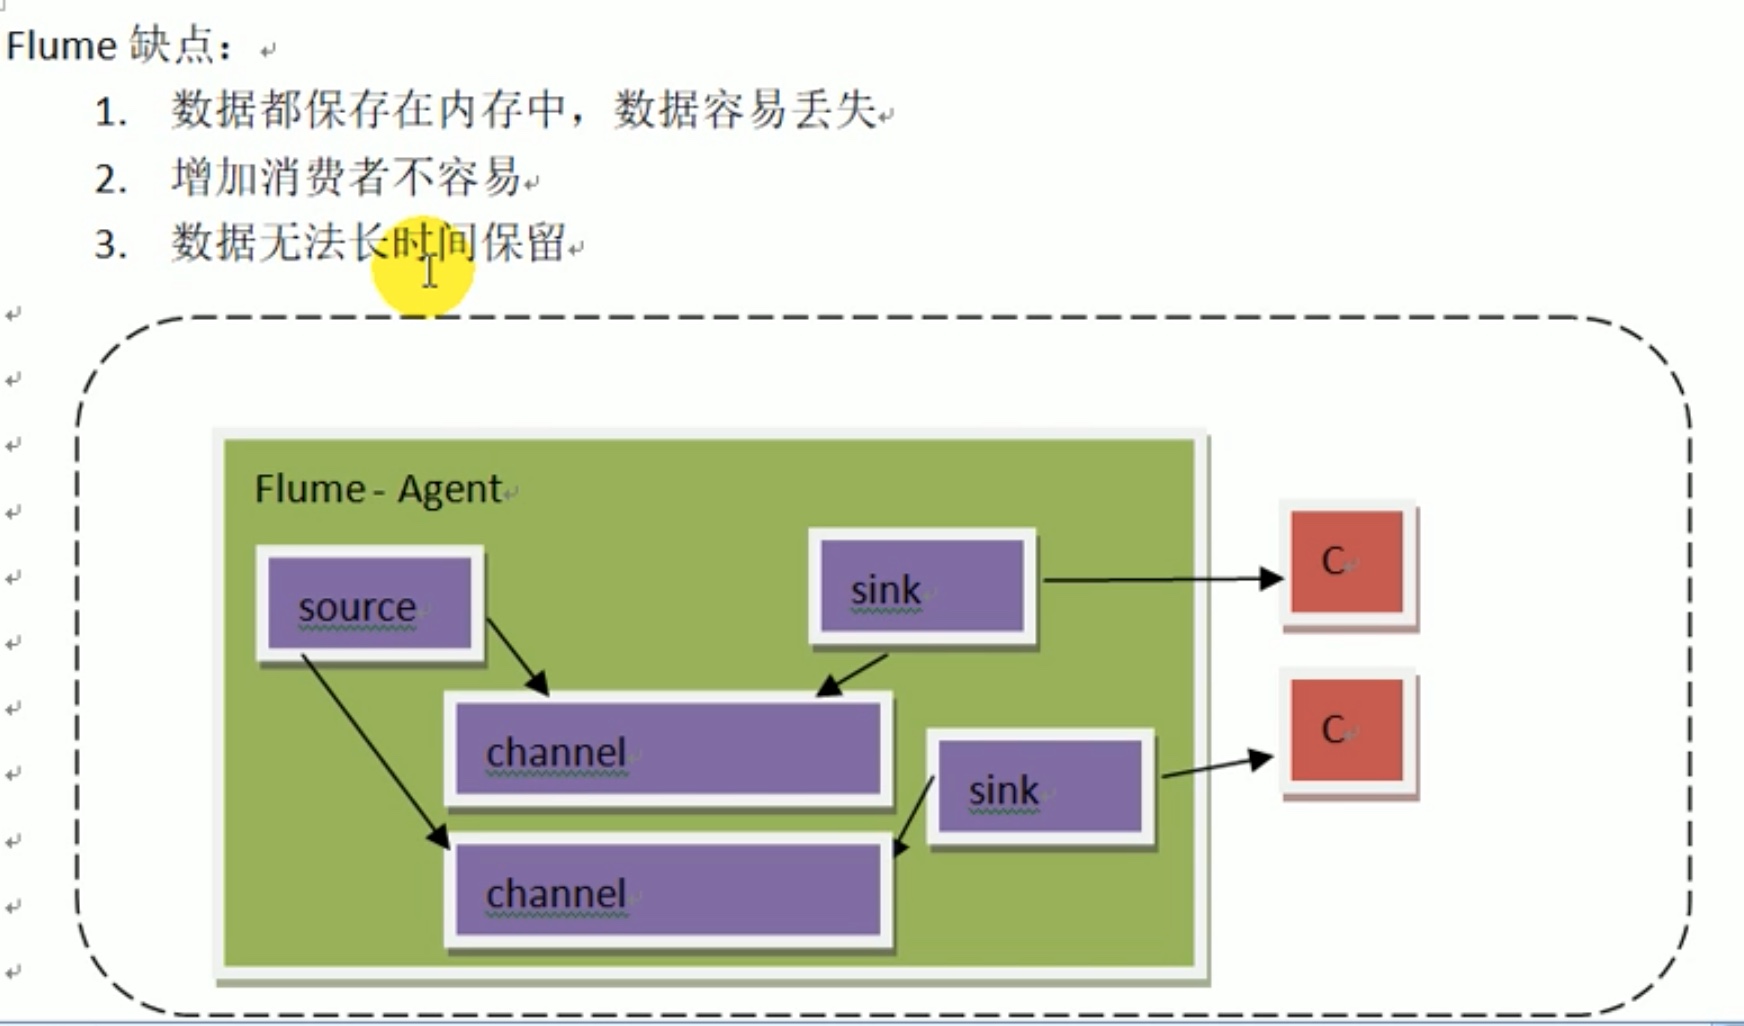 Flume 缺点：
1. 数据都保存在内存中，数据容易丢失
2. 增加消费者不容易
3. 数据无法长时间保留
Flume - Agent
source
sink
C
channel
sink
C
channel